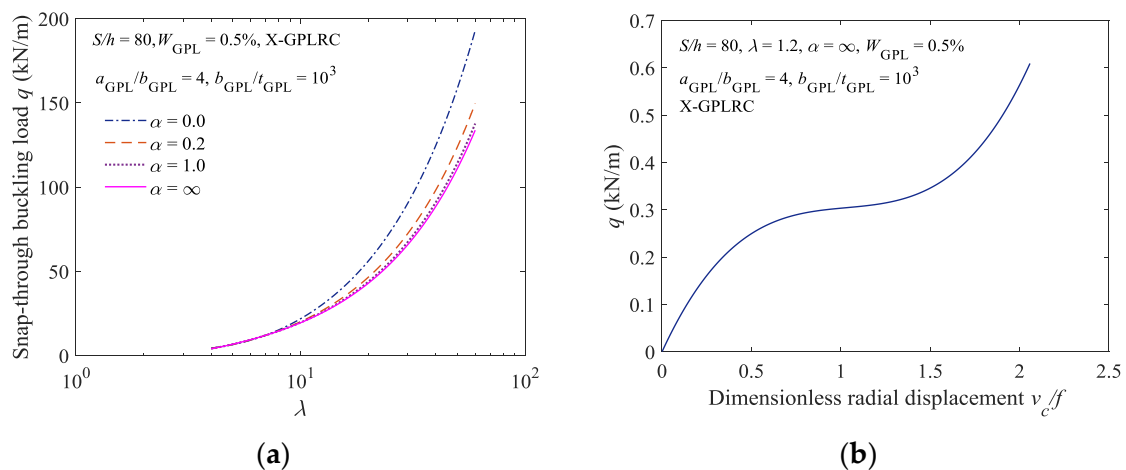 Snap-through buckling load q (kN/m)
200
150
100
50
0
S/h = 80,W_GPL = 0.5%, X-GPLRC
a_GPL/b_GPL = 4, b_GPL/t_GPL = 10^3
α = 0.0
α = 0.2
α = 1.0
α = ∞
10^0 10^1 10^2
λ
(a)
q (kN/m)
0.7
0.6
0.5
0.4
0.3
0.2
0.1
0
S/h = 80, λ = 1.2, α = ∞, W_GPL = 0.5%
a_GPL/b_GPL = 4, b_GPL/t_GPL = 10^3
X-GPLRC
0 0.5 1 1.5 2 2.5
Dimensionless radial displacement v_c/f
(b)